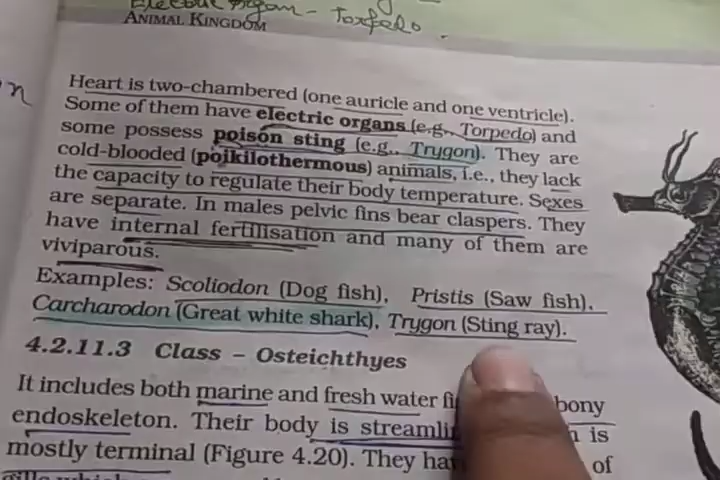 Electric organ - Torpedo.
ANIMAL KINGDOM
Heart is two-chambered (one auricle and one ventricle).
Some of them have electric organs (e.g., Torpedo) and
some possess poison sting (e.g., Trygon). They are
cold-blooded (poikilothermous) animals, i.e., they lack
the capacity to regulate their body temperature. Sexes
are separate. In males pelvic fins bear claspers. They
have internal fertilisation and many of them are
viviparous.
Examples: Scoliodon (Dog fish), Pristis (Saw fish),
Carcharodon (Great white shark), Trygon (Sting ray).
4.2.11.3 Class – Osteichthyes
It includes both marine and fresh water bony
endoskeleton. Their body is is
mostly terminal (Figure 4.20). They of